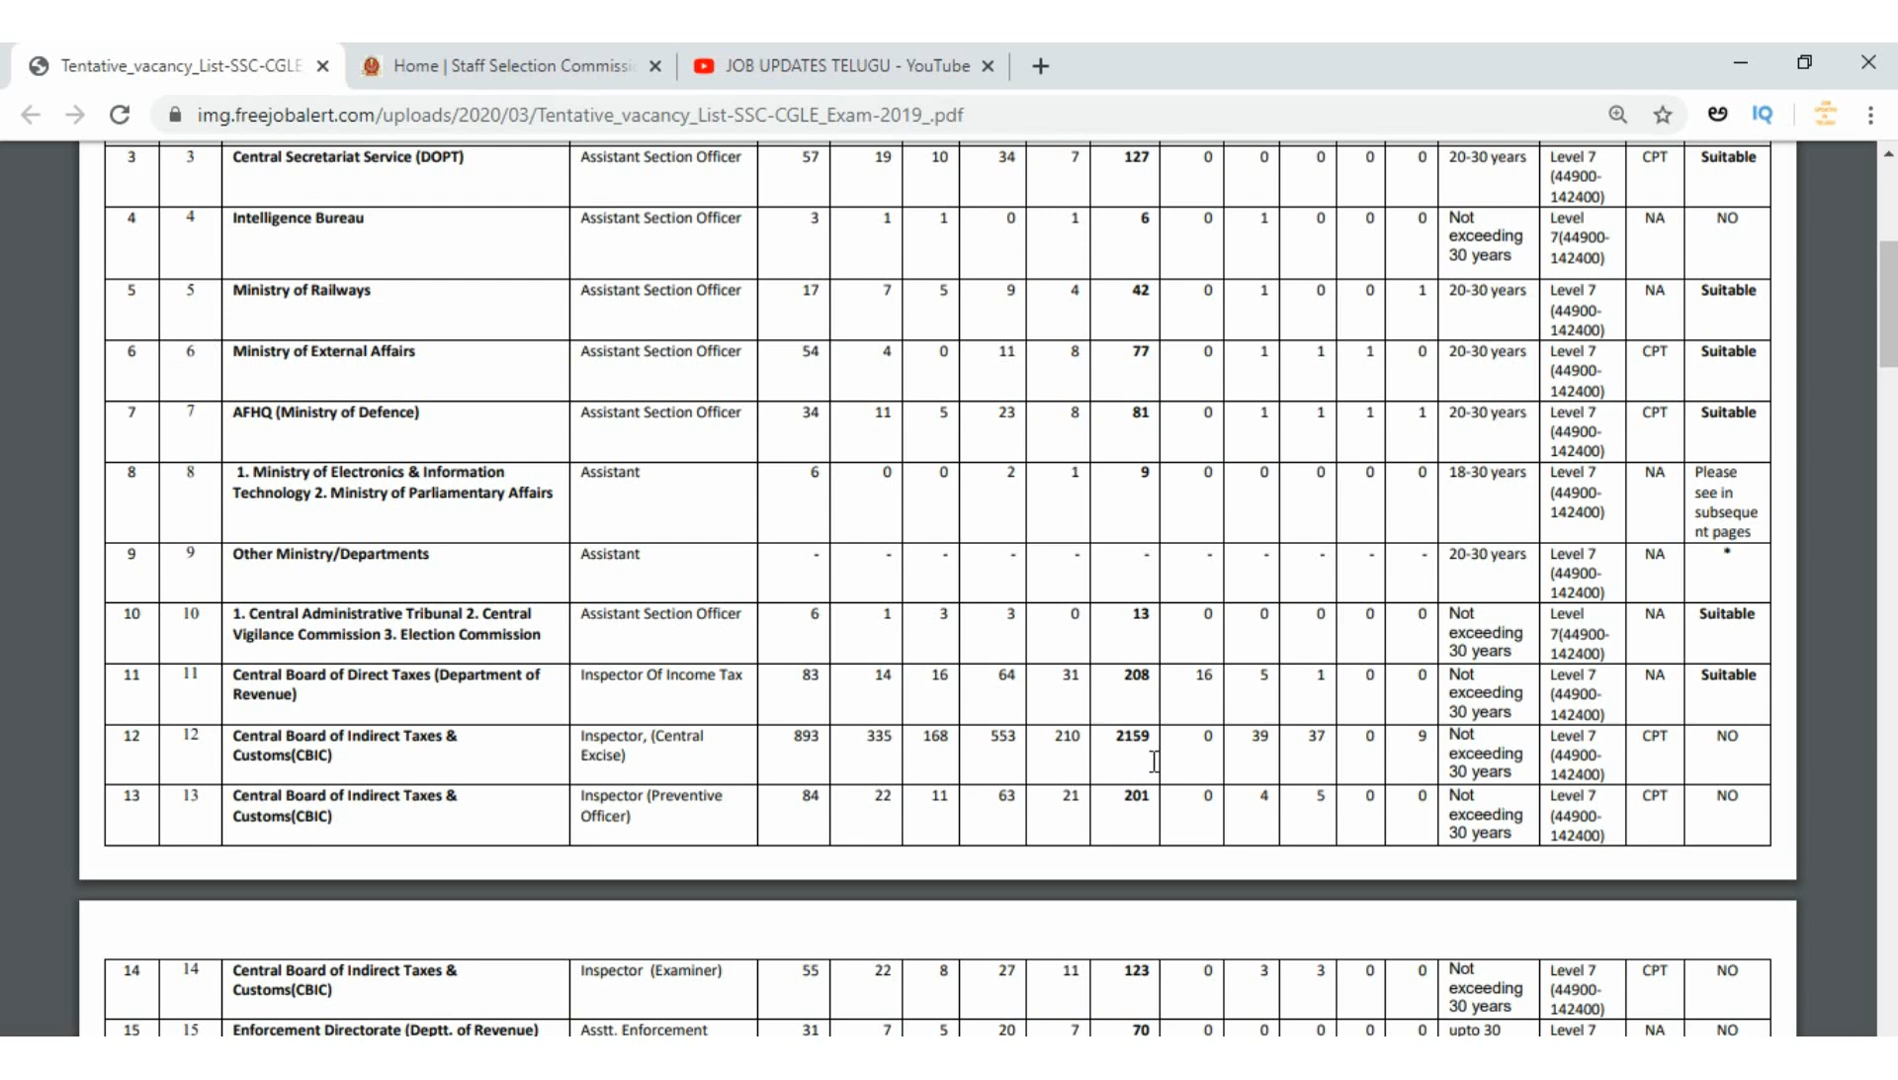 Tentative_vacancy_List-SSC-CGLE
Home | Staff Selection Commissi
JOB UPDATES TELUGU - YouTube
img.freejobalert.com/uploads/2020/03/Tentative_vacancy_List-SSC-CGLE_Exam-2019_.pdf
IQ
3 3 Central Secretariat Service (DOPT) Assistant Section Officer 57 19 10 34 7 127 0 0 0 0 0 20-30 years Level 7 CPT Suitable
(44900-
142400)
4 4 Intelligence Bureau Assistant Section Officer 3 1 1 0 1 6 0 1 0 0 0 Not Level NA NO
exceeding 7(44900-
30 years 142400)
5 5 Ministry of Railways Assistant Section Officer 17 7 5 9 4 42 0 1 0 0 1 20-30 years Level 7 NA Suitable
(44900-
142400)
6 6 Ministry of External Affairs Assistant Section Officer 54 4 0 11 8 77 0 1 1 1 0 20-30 years Level 7 CPT Suitable
(44900-
142400)
7 7 AFHQ (Ministry of Defence) Assistant Section Officer 34 11 5 23 8 81 0 1 1 1 1 20-30 years Level 7 CPT Suitable
(44900-
142400)
8 8 1. Ministry of Electronics & Information Assistant 6 0 0 2 1 9 0 0 0 0 0 18-30 years Level 7 NA Please
Technology 2. Ministry of Parliamentary Affairs (44900- see in
142400) subseque
nt pages
9 9 Other Ministry/Departments Assistant - - - - - - - - - - - 20-30 years Level 7 NA *
(44900-
142400)
10 10 1. Central Administrative Tribunal 2. Central Assistant Section Officer 6 1 3 3 0 13 0 0 0 0 0 Not Level NA Suitable
Vigilance Commission 3. Election Commission exceeding 7(44900-
30 years 142400)
11 11 Central Board of Direct Taxes (Department of Inspector Of Income Tax 83 14 16 64 31 208 16 5 1 0 0 Not Level 7 NA Suitable
Revenue) exceeding (44900-
30 years 142400)
12 12 Central Board of Indirect Taxes & Inspector, (Central 893 335 168 553 210 2159 0 39 37 0 9 Not Level 7 CPT NO
Customs(CBIC) Excise) exceeding (44900-
30 years 142400)
13 13 Central Board of Indirect Taxes & Inspector (Preventive 84 22 11 63 21 201 0 4 5 0 0 Not Level 7 CPT NO
Customs(CBIC) Officer) exceeding (44900-
30 years 142400)
14 14 Central Board of Indirect Taxes & Inspector (Examiner) 55 22 8 27 11 123 0 3 3 0 0 Not Level 7 CPT NO
Customs(CBIC) exceeding (44900-
30 years 142400)
15 15 Enforcement Directorate (Deptt. of Revenue) Asstt. Enforcement 31 7 5 20 7 70 0 0 0 0 0 upto 30 Level 7 NA NO